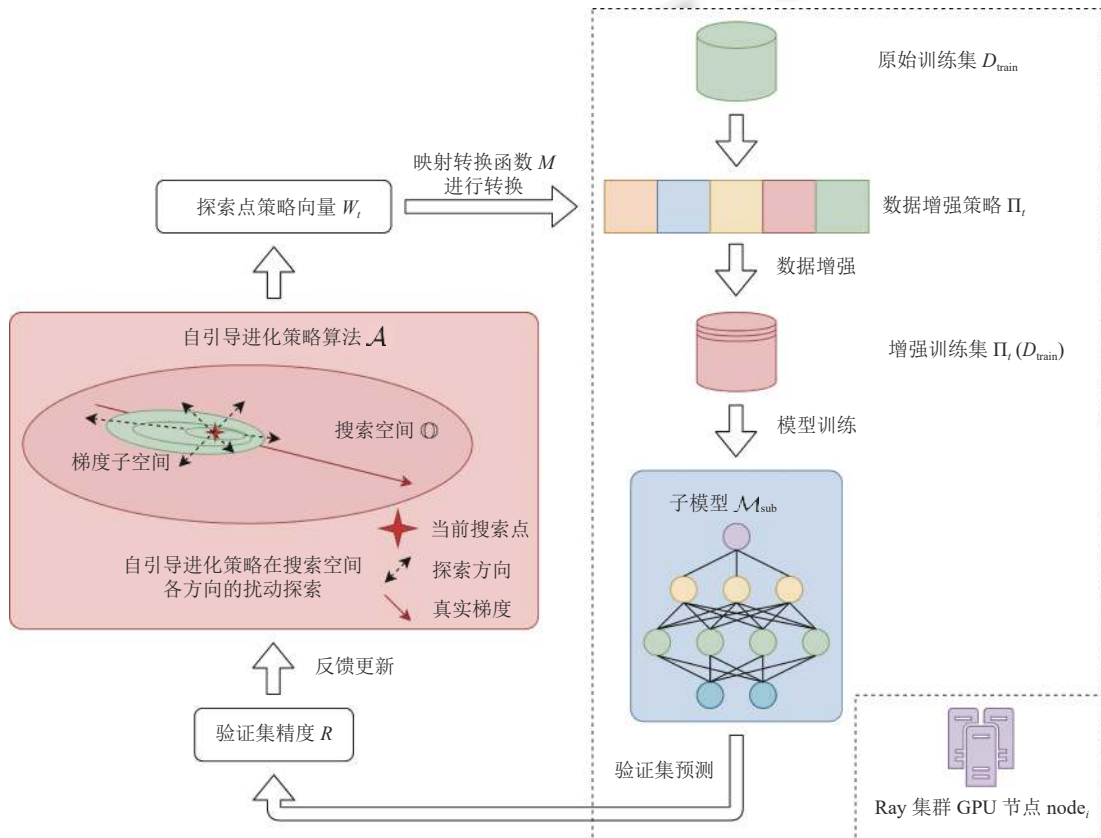 原始训练集 D_train
映射转换函数 M
进行转换
探索点策略向量 W_t
数据增强策略 Π_t
数据增强
自引导进化策略算法 𝒜
增强训练集 Π_t (D_train)
搜索空间 𝕆
梯度子空间
模型训练
子模型 ℳ_sub
当前搜索点
自引导进化策略在搜索空间
各方向的扰动探索
探索方向
真实梯度
反馈更新
验证集精度 R
验证集预测
Ray 集群 GPU 节点 node_i